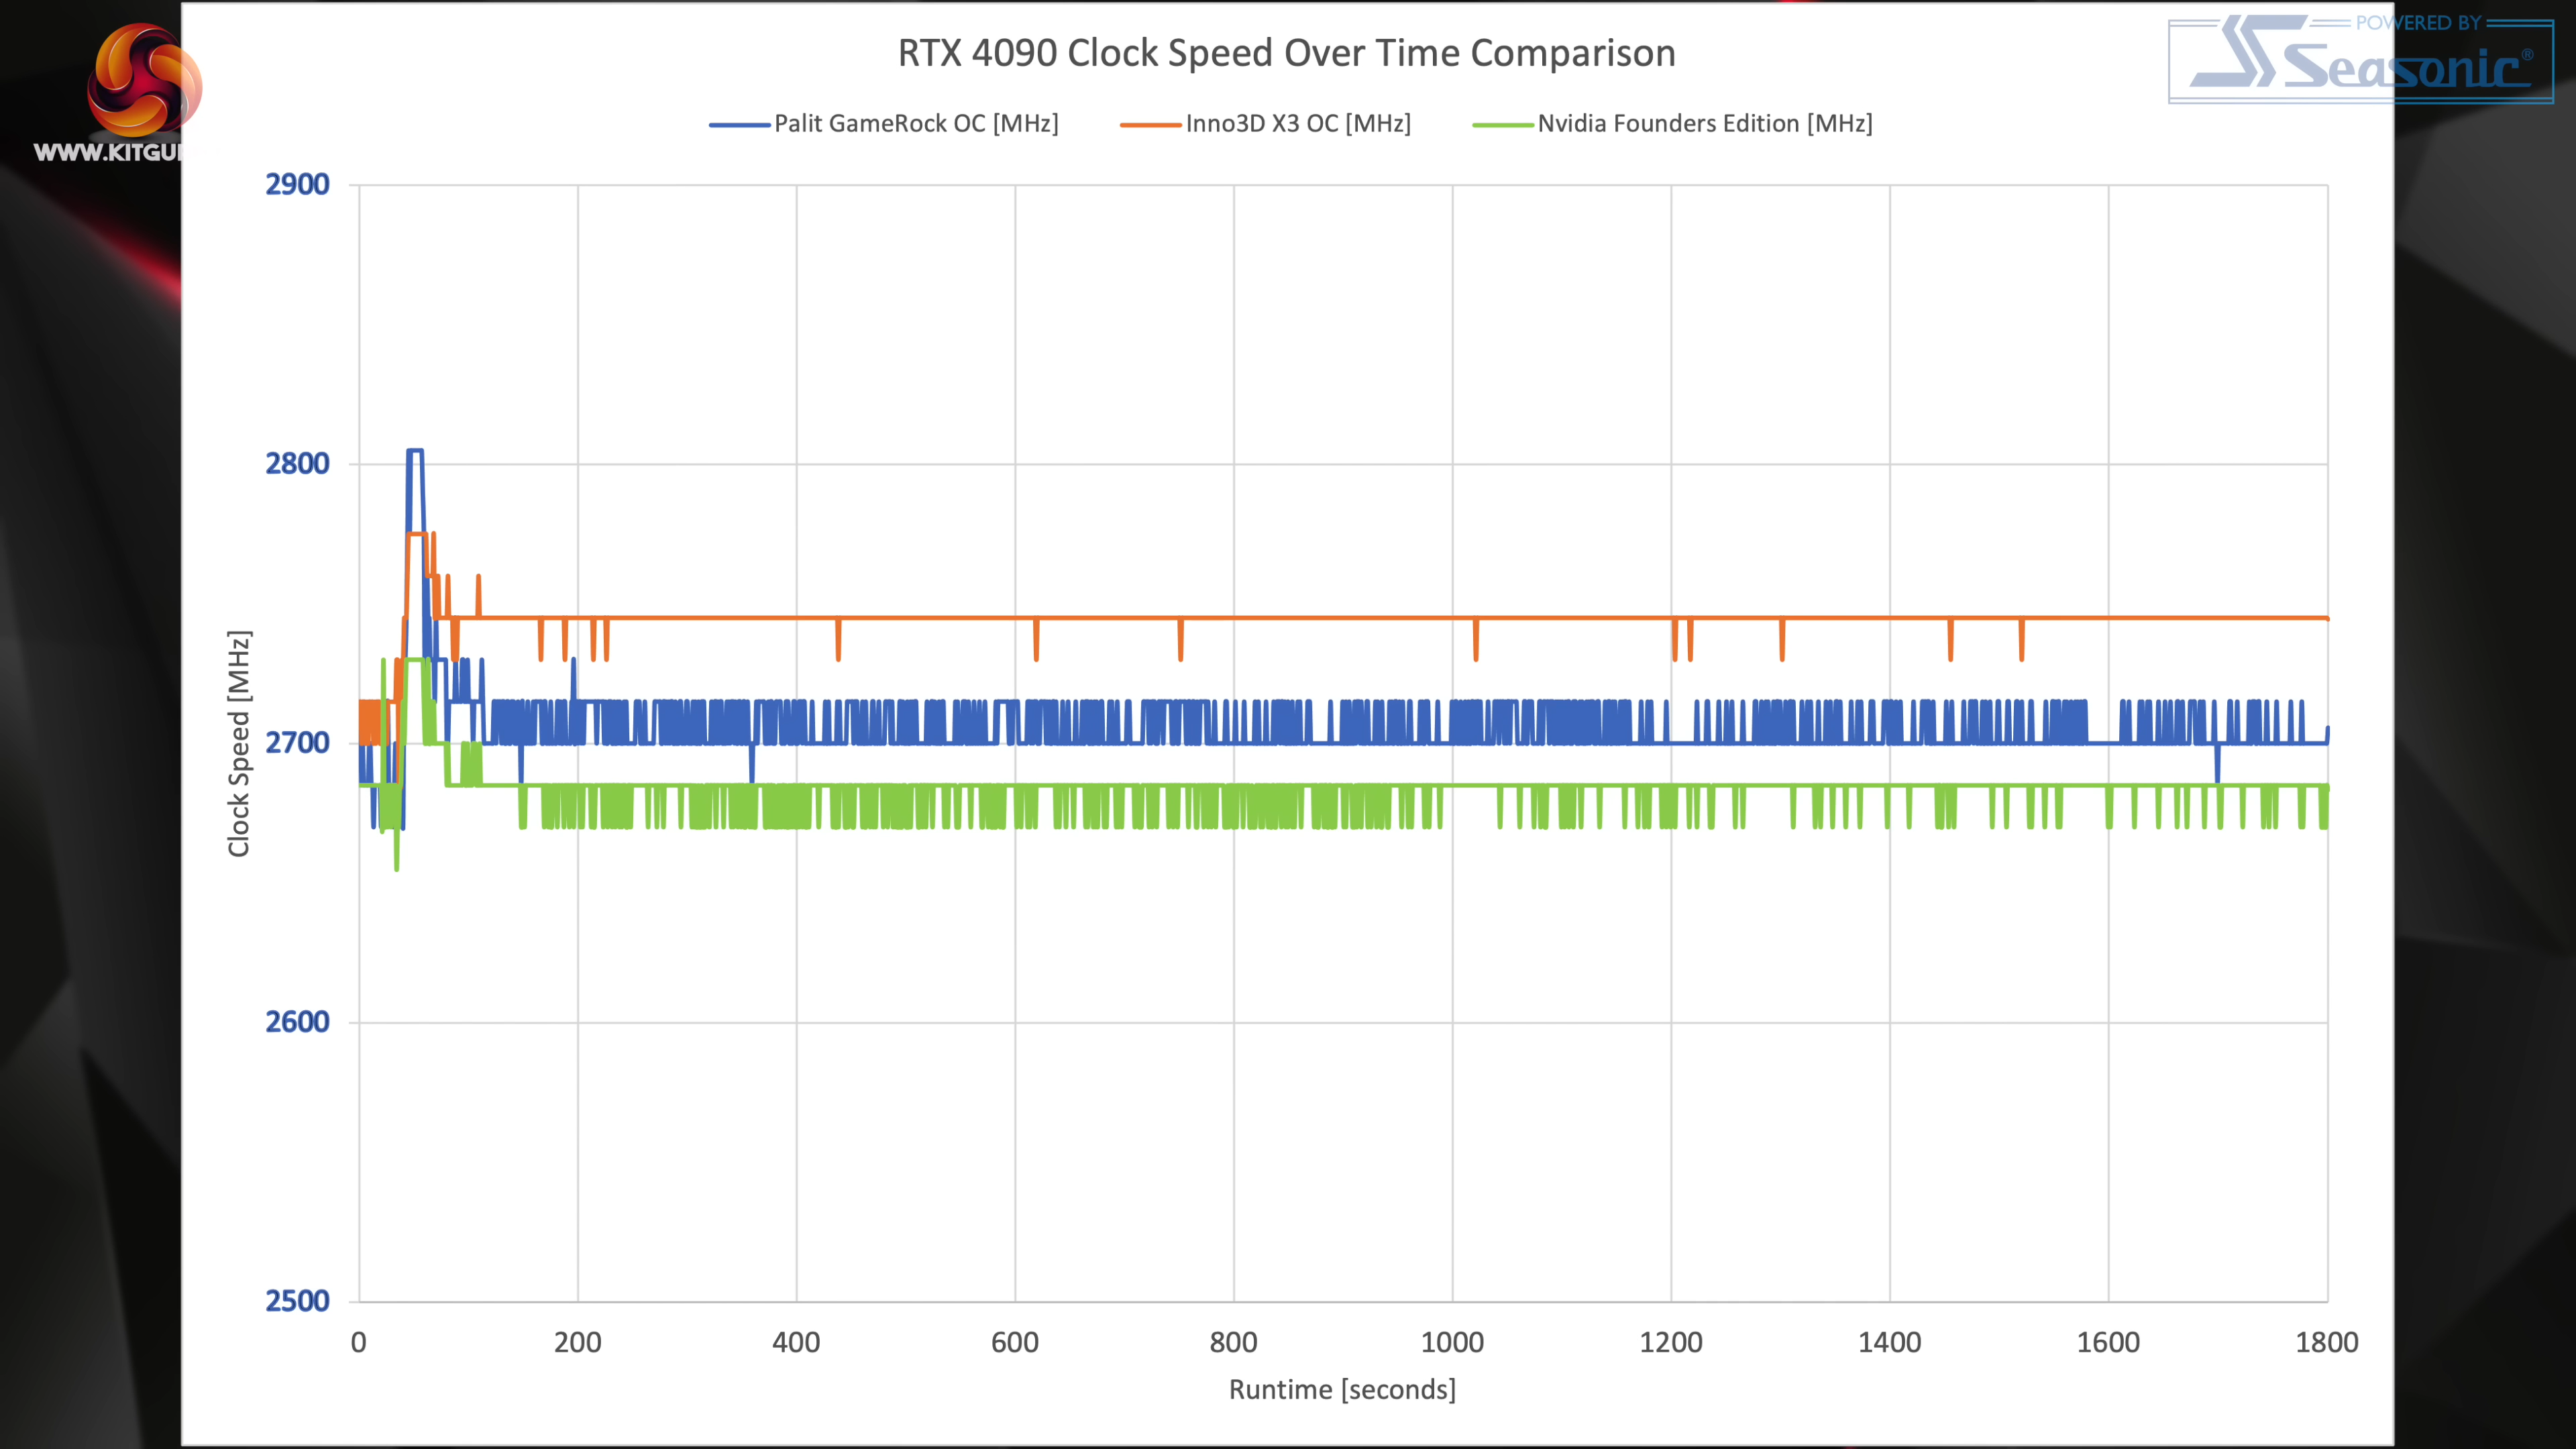 RTX 4090 Clock Speed Over Time Comparison
POWERED BY
Seasonic®
WWW.KITGU
Palit GameRock OC [MHz]
Inno3D X3 OC [MHz]
Nvidia Founders Edition [MHz]
2900
2800
2700
2600
2500
Clock Speed [MHz]
0
200
400
600
800
1000
1200
1400
1600
1800
Runtime [seconds]